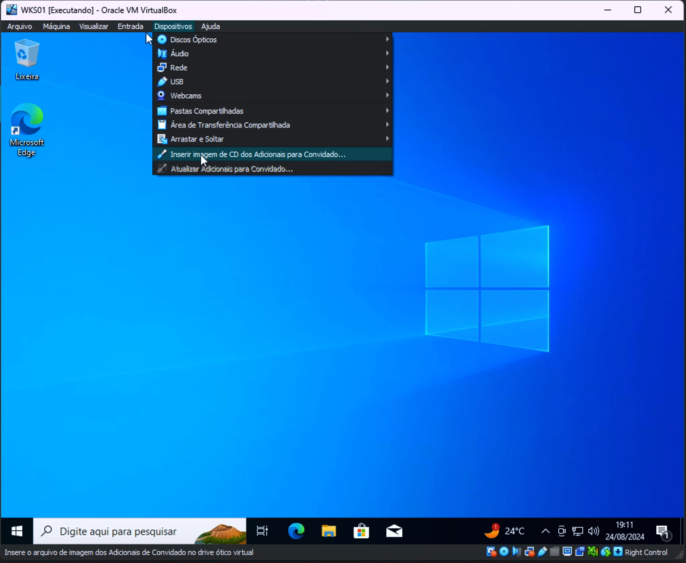 WKS01 [Executando] - Oracle VM VirtualBox
Arquivo Máquina Visualizar Entrada Dispositivos Ajuda
Discos Ópticos
Áudio
Rede
USB
Webcams
Pastas Compartilhadas
Área de Transferência Compartilhada
Arrastar e Soltar
Inserir imagem de CD dos Adicionais para Convidado...
Atualizar Adicionais para Convidado...
Lixeira
Microsoft
Edge
Digite aqui para pesquisar
1
24°C
19:11
24/08/2024
1
Insere o arquivo de imagem dos Adicionais de Convidado no drive ótico virtual
Right Control